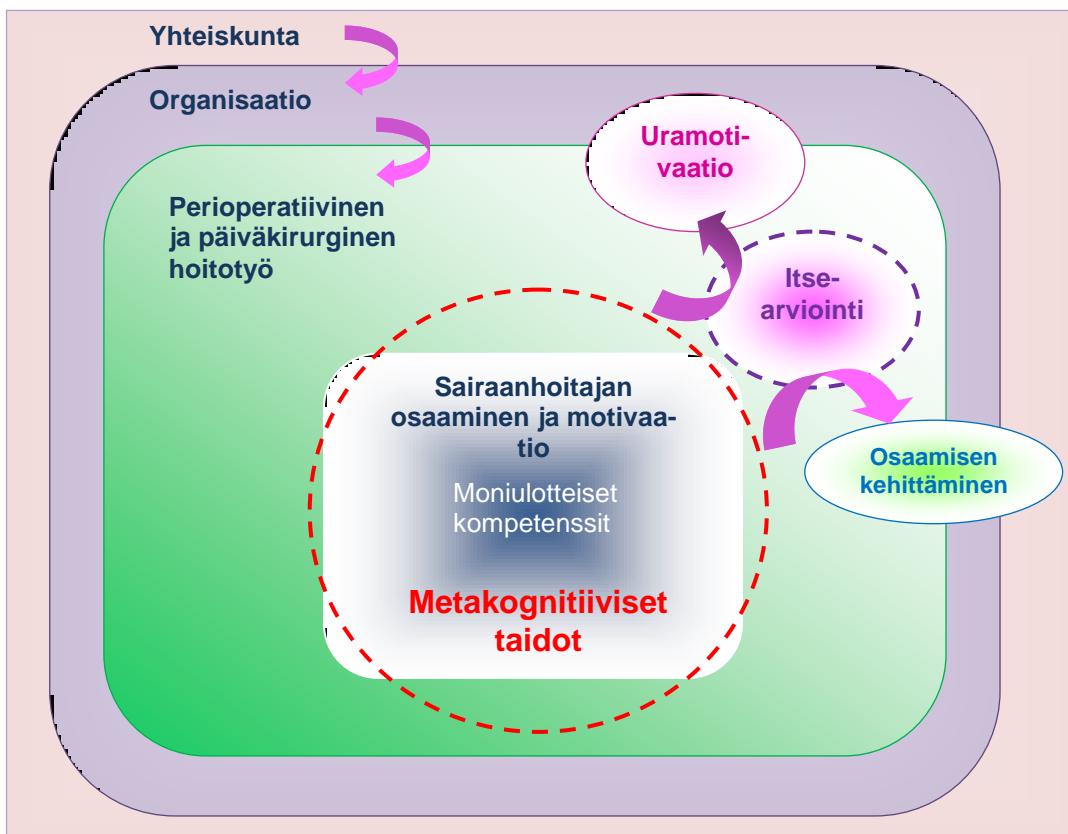 Yhteiskunta
Organisaatio
Uramoti-
vaatio
Perioperatiivinen
ja päiväkirurginen
hoitotyö
Itse-
arviointi
Sairaanhoitajan
osaaminen ja motivaa-
tio
Osaamisen
kehittäminen
Moniulotteiset
kompetenssit
Metakognitiiviset
taidot